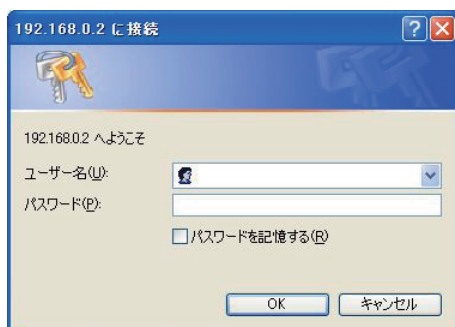 192.168.0.2 に接続
192.168.0.2 へようこそ
ユーザー名(U):
パスワード(P):
パスワードを記憶する(R)
OK
キャンセル